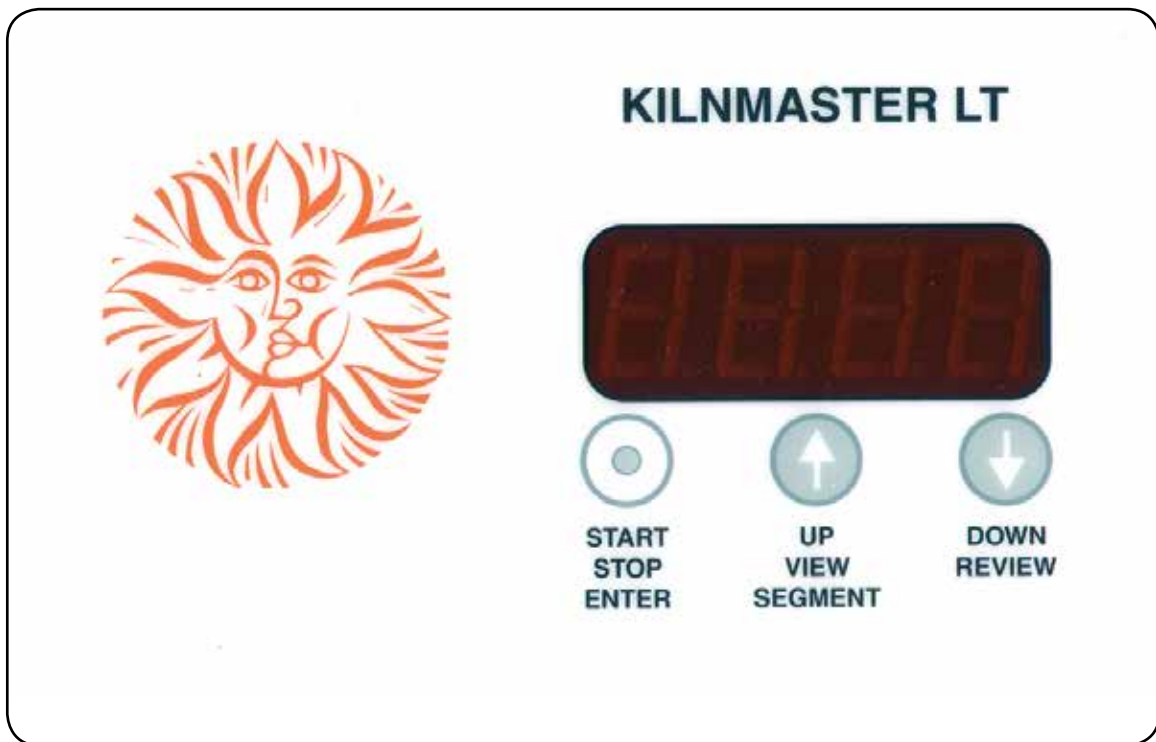 KILNMASTER LT
START
STOP
ENTER
UP
VIEW
SEGMENT
DOWN
REVIEW